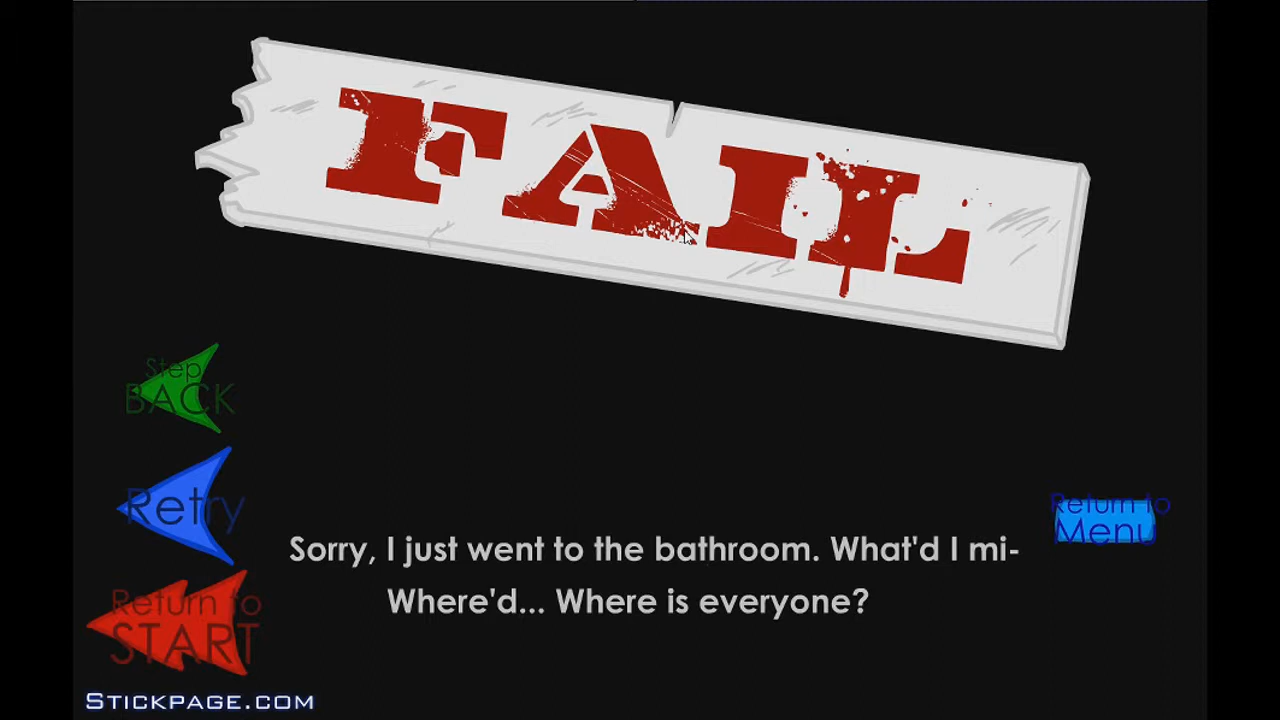 FAIL
Step
BACK
Retry
Return to
START
Sorry, I just went to the bathroom. What'd I mi-
Where'd... Where is everyone?
Return to
Menu
STICKPAGE.COM